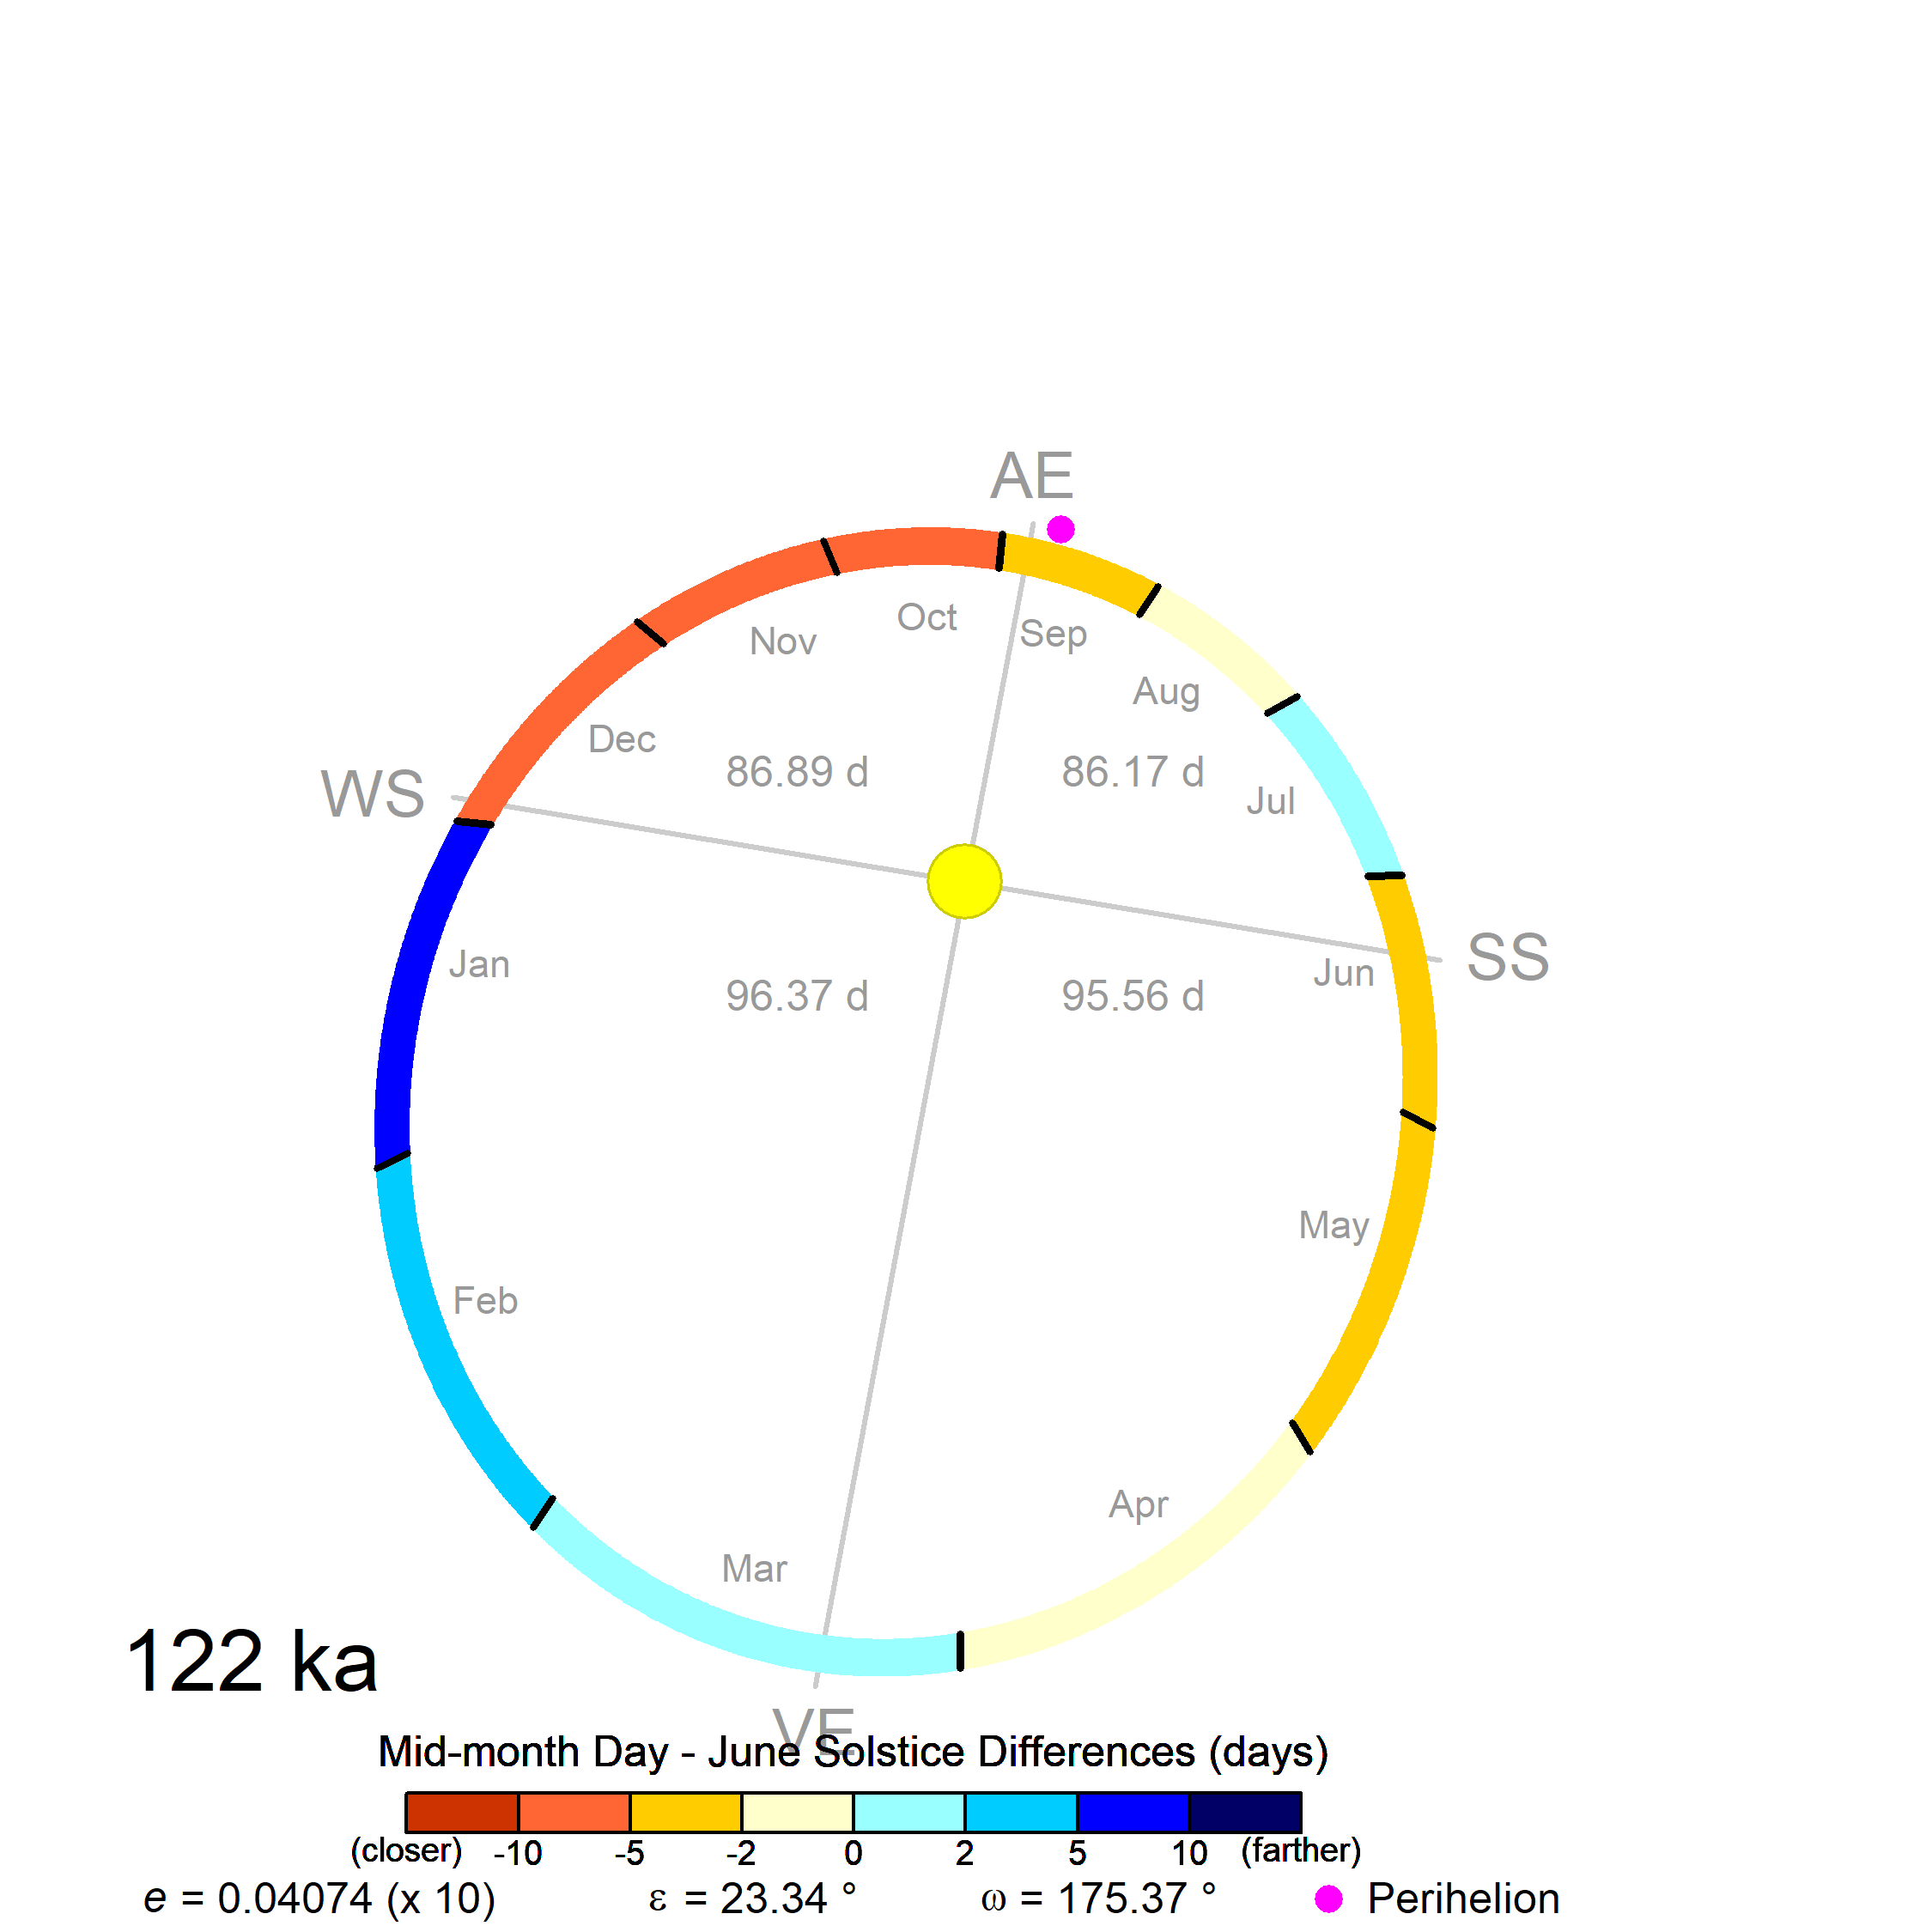 AE
Oct
Sep
Nov
Aug
Dec
86.89 d
86.17 d
WS
Jul
SS
Jan
Jun
96.37 d
95.56 d
May
Feb
Apr
Mar
122 ka
VE
Mid-month Day - June Solstice Differences (days)
(closer) -10 -5 -2 0 2 5 10 (farther)
e = 0.04074 (x 10) ε = 23.34 ° ω = 175.37 ° Perihelion